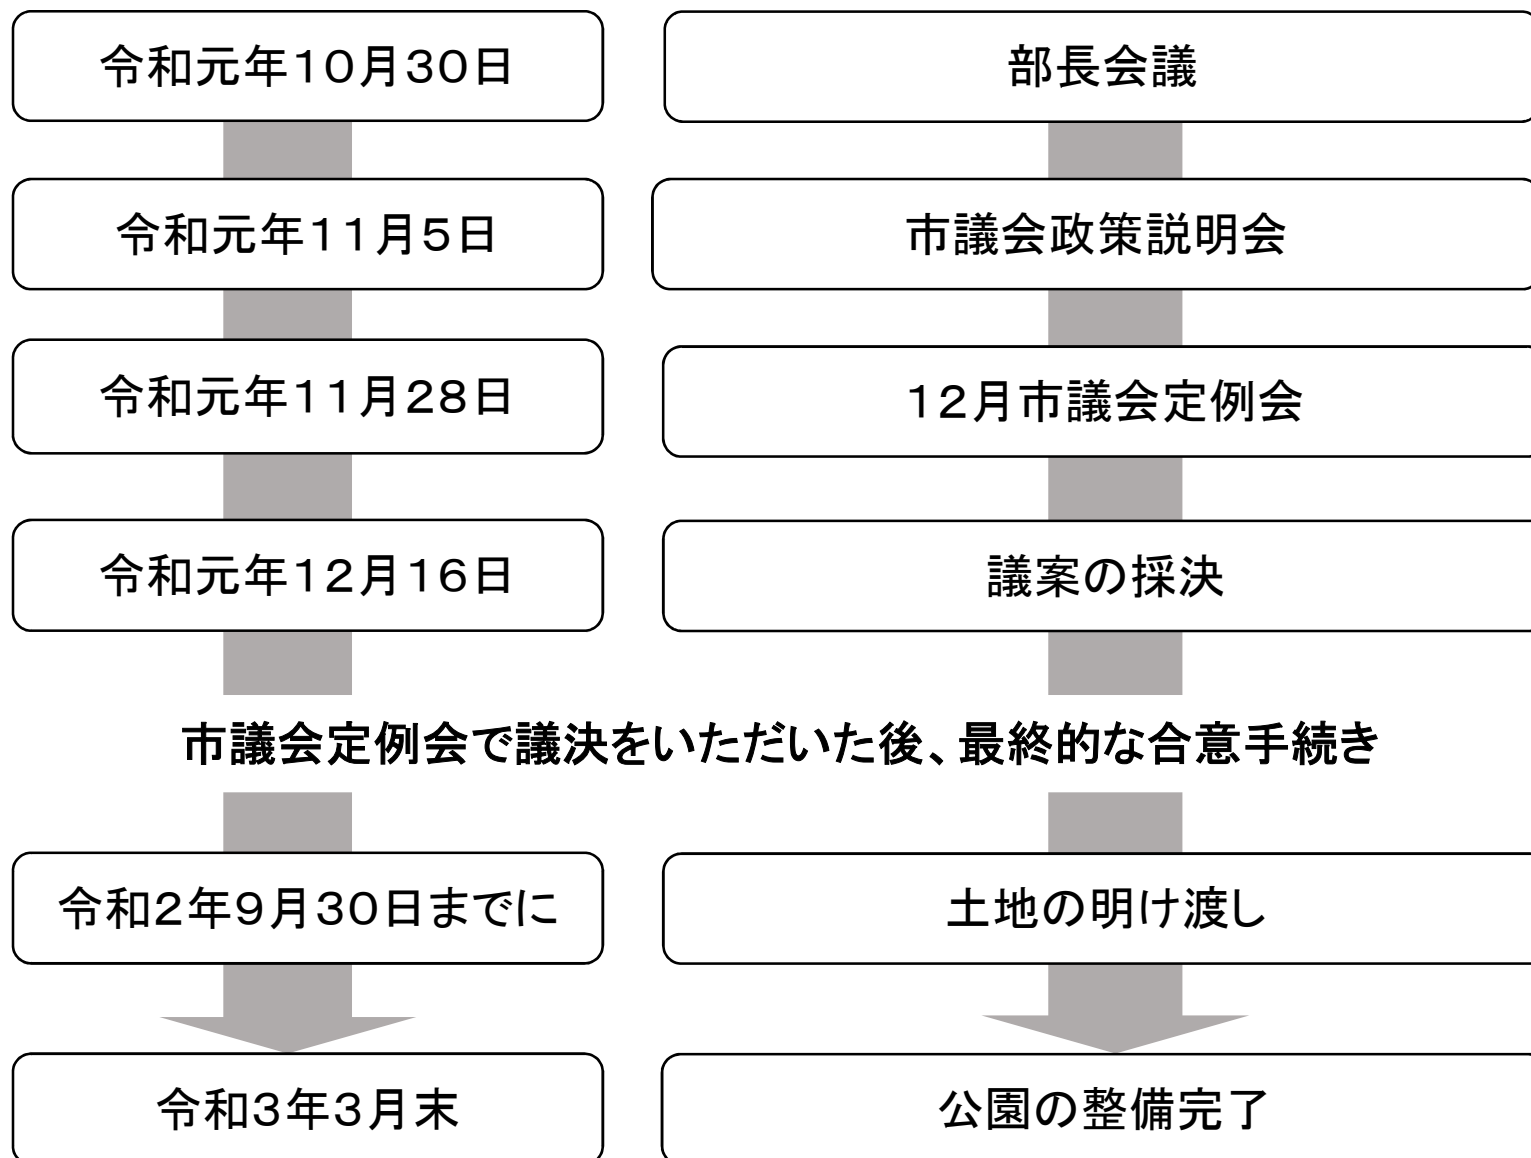 令和元年１０月３０日
部長会議
令和元年１１月５日
市議会政策説明会
令和元年１１月２８日
１２月市議会定例会
令和元年１２月１６日
議案の採決
市議会定例会で議決をいただいた後、最終的な合意手続き
令和２年９月３０日までに
土地の明け渡し
令和３年３月末
公園の整備完了